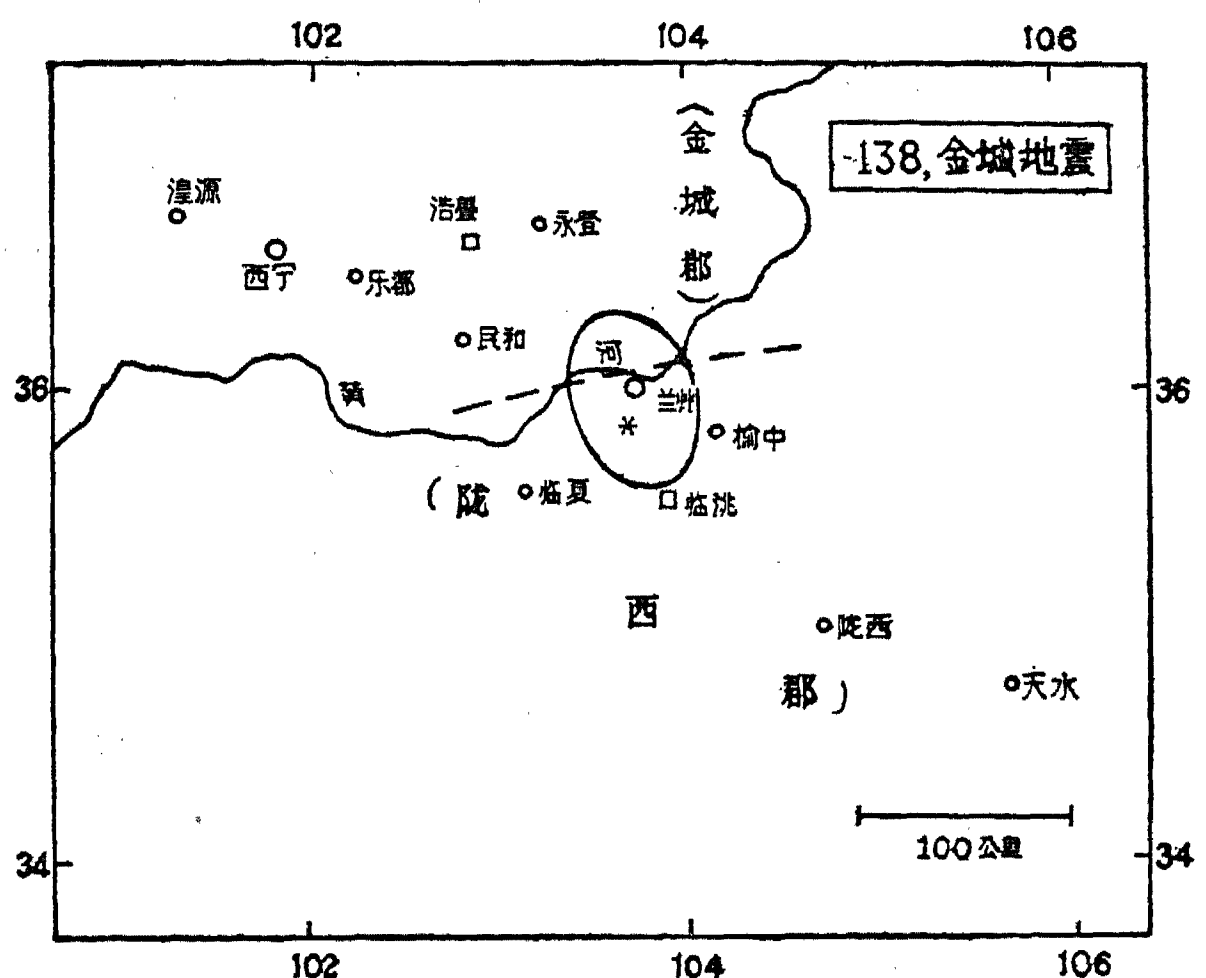 102 104 106
(金城郡)
-138,金城地震
湟源
浩亹
永登
西宁
乐都
民和
河
36 36
黄
兰州
榆中
(陇
临夏
临洮
西
陇西
郡)
天水
100公里
34 34
102 104 106